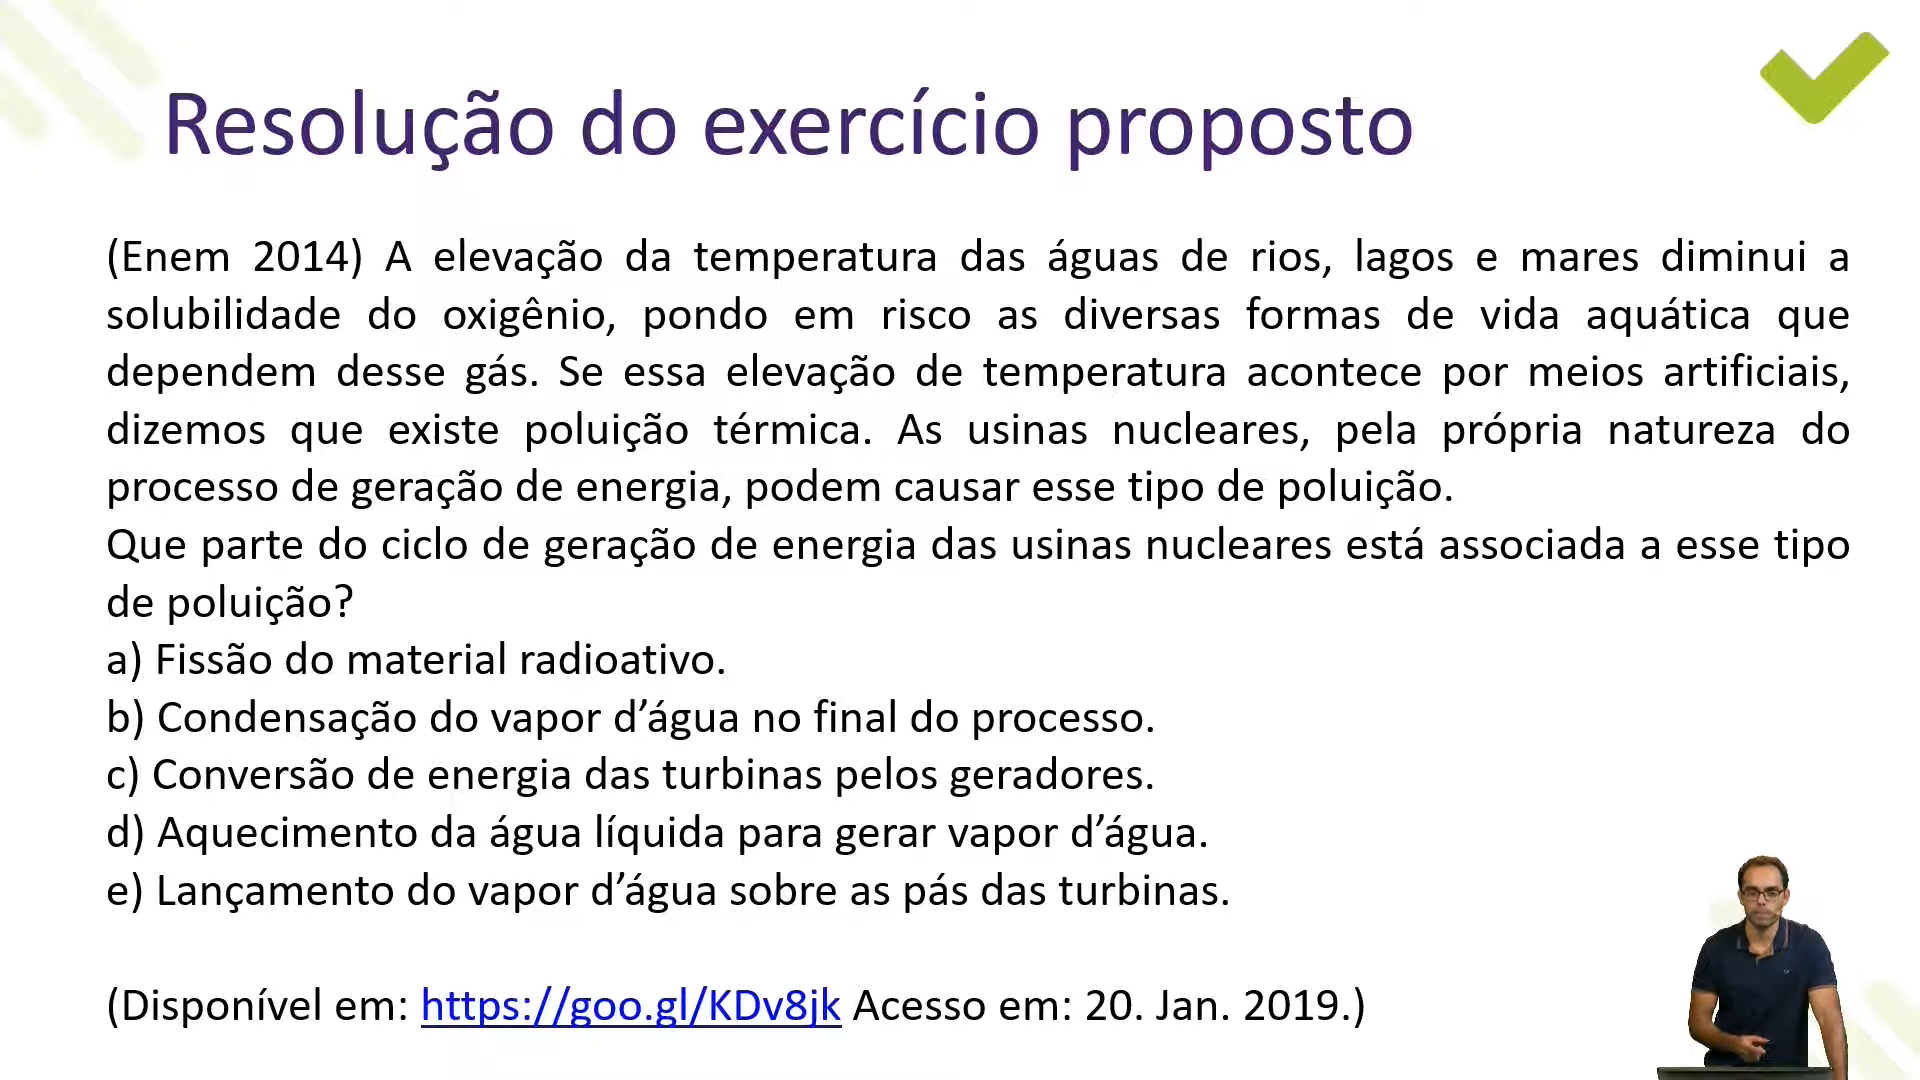 Resolução do exercício proposto
(Enem 2014) A elevação da temperatura das águas de rios, lagos e mares diminui a
solubilidade do oxigênio, pondo em risco as diversas formas de vida aquática que
dependem desse gás. Se essa elevação de temperatura acontece por meios artificiais,
dizemos que existe poluição térmica. As usinas nucleares, pela própria natureza do
processo de geração de energia, podem causar esse tipo de poluição.
Que parte do ciclo de geração de energia das usinas nucleares está associada a esse tipo
de poluição?
a) Fissão do material radioativo.
b) Condensação do vapor d’água no final do processo.
c) Conversão de energia das turbinas pelos geradores.
d) Aquecimento da água líquida para gerar vapor d’água.
e) Lançamento do vapor d’água sobre as pás das turbinas.
(Disponível em: https://goo.gl/KDv8jk Acesso em: 20. Jan. 2019.)